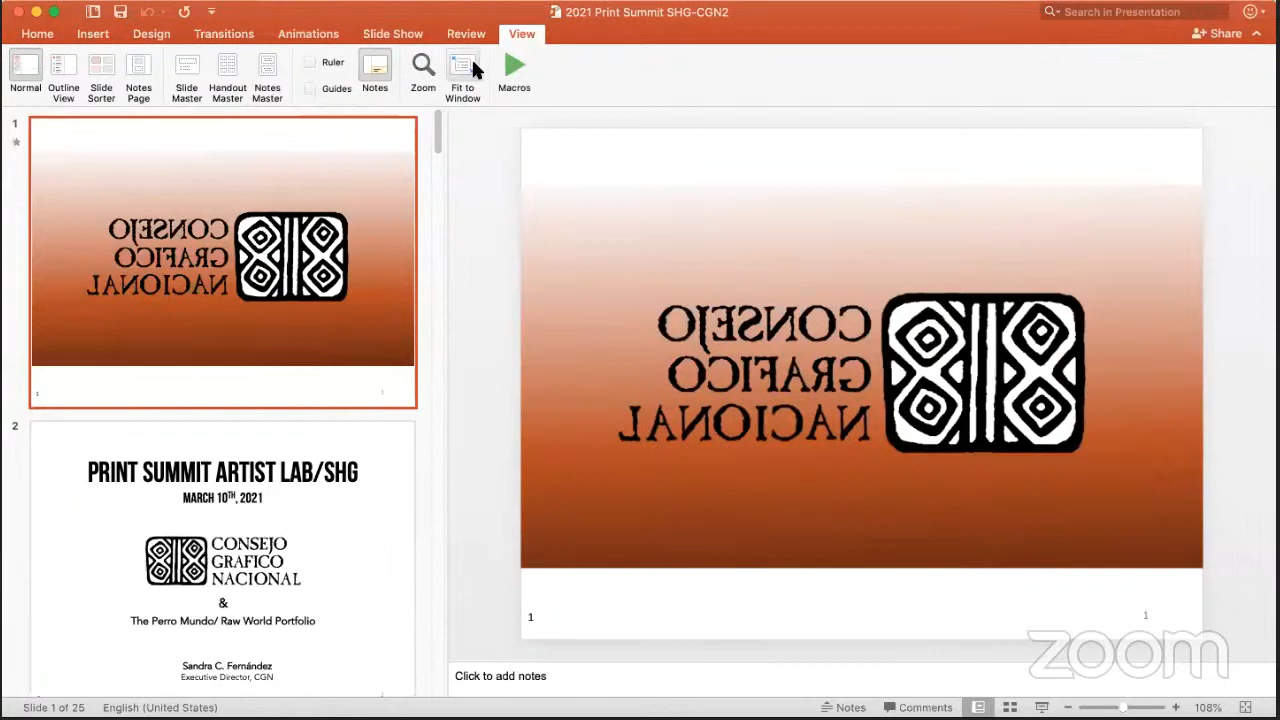 2021 Print Summit SHG-CGN2
Search in Presentation
Home Insert Design Transitions Animations Slide Show Review View
Share
Normal Outline View Slide Sorter Notes Page Slide Master Handout Master Notes Master Ruler Guides Notes Zoom Fit to Window Macros
1
CONSEJO
GRAFICO
NACIONAL
1 1
2
PRINT SUMMIT ARTIST LAB/SHG
MARCH 10TH, 2021
CONSEJO
GRAFICO
NACIONAL
&
The Perro Mundo/ Raw World Portfolio
Sandra C. Fernández
Executive Director, CGN
CONSEJO
GRAFICO
NACIONAL
1 1
zoom
Click to add notes
Slide 1 of 25 English (United States) Notes Comments 108%